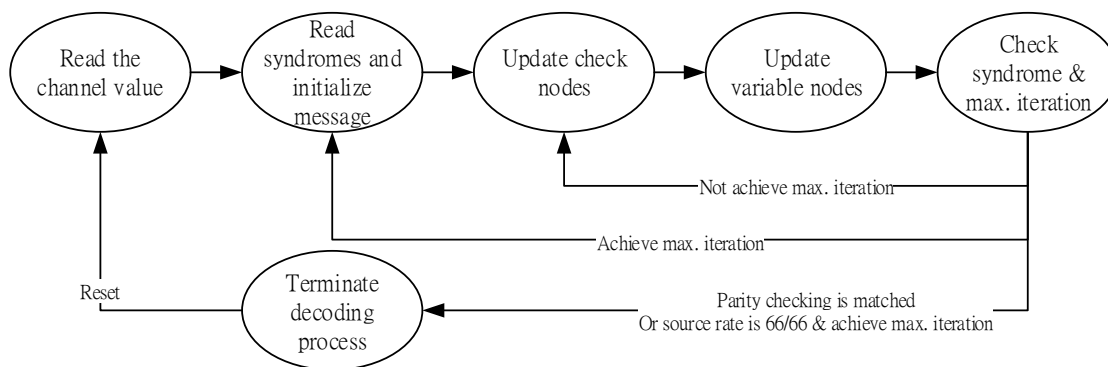 Read the
channel value
Read
syndromes and
initialize
message
Update check
nodes
Update
variable nodes
Check
syndrome &
max. iteration
Not achieve max. iteration
Achieve max. iteration
Parity checking is matched
Or source rate is 66/66 & achieve max. iteration
Terminate
decoding
process
Reset